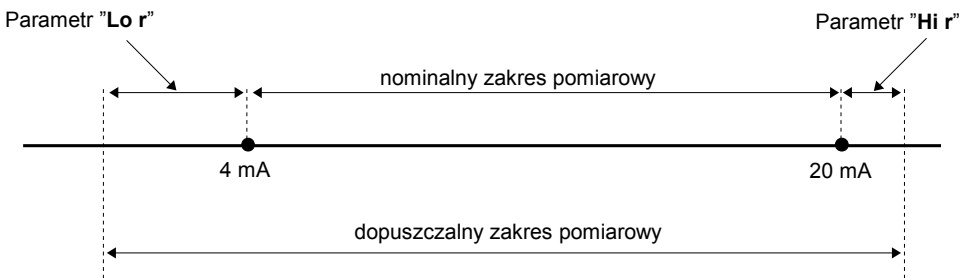 Parametr ”Lo r”
Parametr ”Hi r”
nominalny zakres pomiarowy
4 mA
20 mA
dopuszczalny zakres pomiarowy